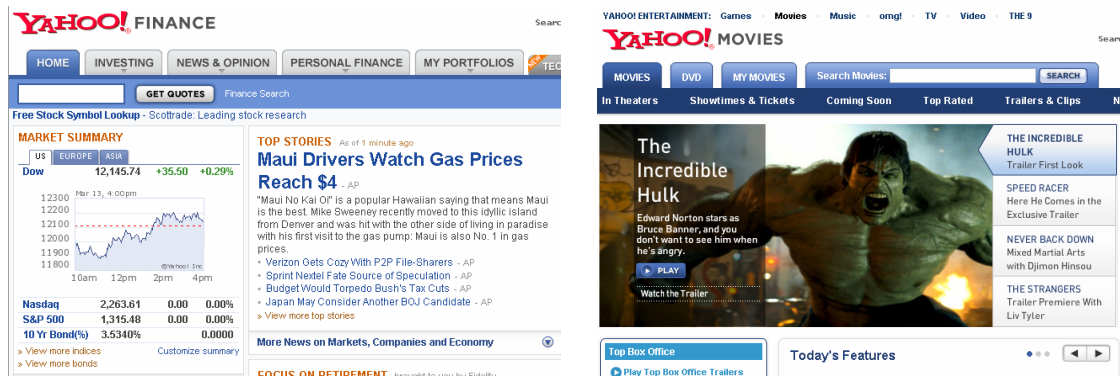 YAHOO! FINANCE
Searc
HOME
INVESTING
NEWS & OPINION
PERSONAL FINANCE
MY PORTFOLIOS
NEW
TEC
GET QUOTES
Finance Search
Free Stock Symbol Lookup - Scottrade: Leading stock research
MARKET SUMMARY
US EUROPE ASIA
Dow 12,145.74 +35.50 +0.29%
Mar 13, 4:00pm
12300
12200
12100
12000
11900
11800
©Yahoo! Inc
10am 12pm 2pm 4pm
Nasdaq 2,263.61 0.00 0.00%
S&P 500 1,315.48 0.00 0.00%
10 Yr Bond(%) 3.5340% 0.0000
» View more indices
Customize summary
» View more bonds
TOP STORIES As of 1 minute ago
Maui Drivers Watch Gas Prices
Reach $4 - AP
"Maui No Kai Oi" is a popular Hawaiian saying that means Maui
is the best. Mike Sweeney recently moved to this idyllic island
from Denver and was hit with the other side of living in paradise
with his first visit to the gas pump: Maui is also No. 1 in gas
prices.
• Verizon Gets Cozy With P2P File-Sharers - AP
• Sprint Nextel Fate Source of Speculation - AP
• Budget Would Torpedo Bush's Tax Cuts - AP
• Japan May Consider Another BOJ Candidate - AP
» View more top stories
More News on Markets, Companies and Economy
FOCUS ON RETIREMENT brought to you by Fidelity
YAHOO! ENTERTAINMENT: Games · Movies · Music · omg! · TV · Video · THE 9
YAHOO! MOVIES
Sear
MOVIES
DVD
MY MOVIES
Search Movies:
SEARCH
In Theaters
Showtimes & Tickets
Coming Soon
Top Rated
Trailers & Clips
N
The
Incredible
Hulk
Edward Norton stars as
Bruce Banner, and you
don't want to see him when
he's angry.
PLAY
Watch the Trailer
THE INCREDIBLE
HULK
Trailer First Look
SPEED RACER
Here He Comes in the
Exclusive Trailer
NEVER BACK DOWN
Mixed Martial Arts
with Djimon Hinsou
THE STRANGERS
Trailer Premiere With
Liv Tyler
Top Box Office
Play Top Box Office Trailers
Today's Features